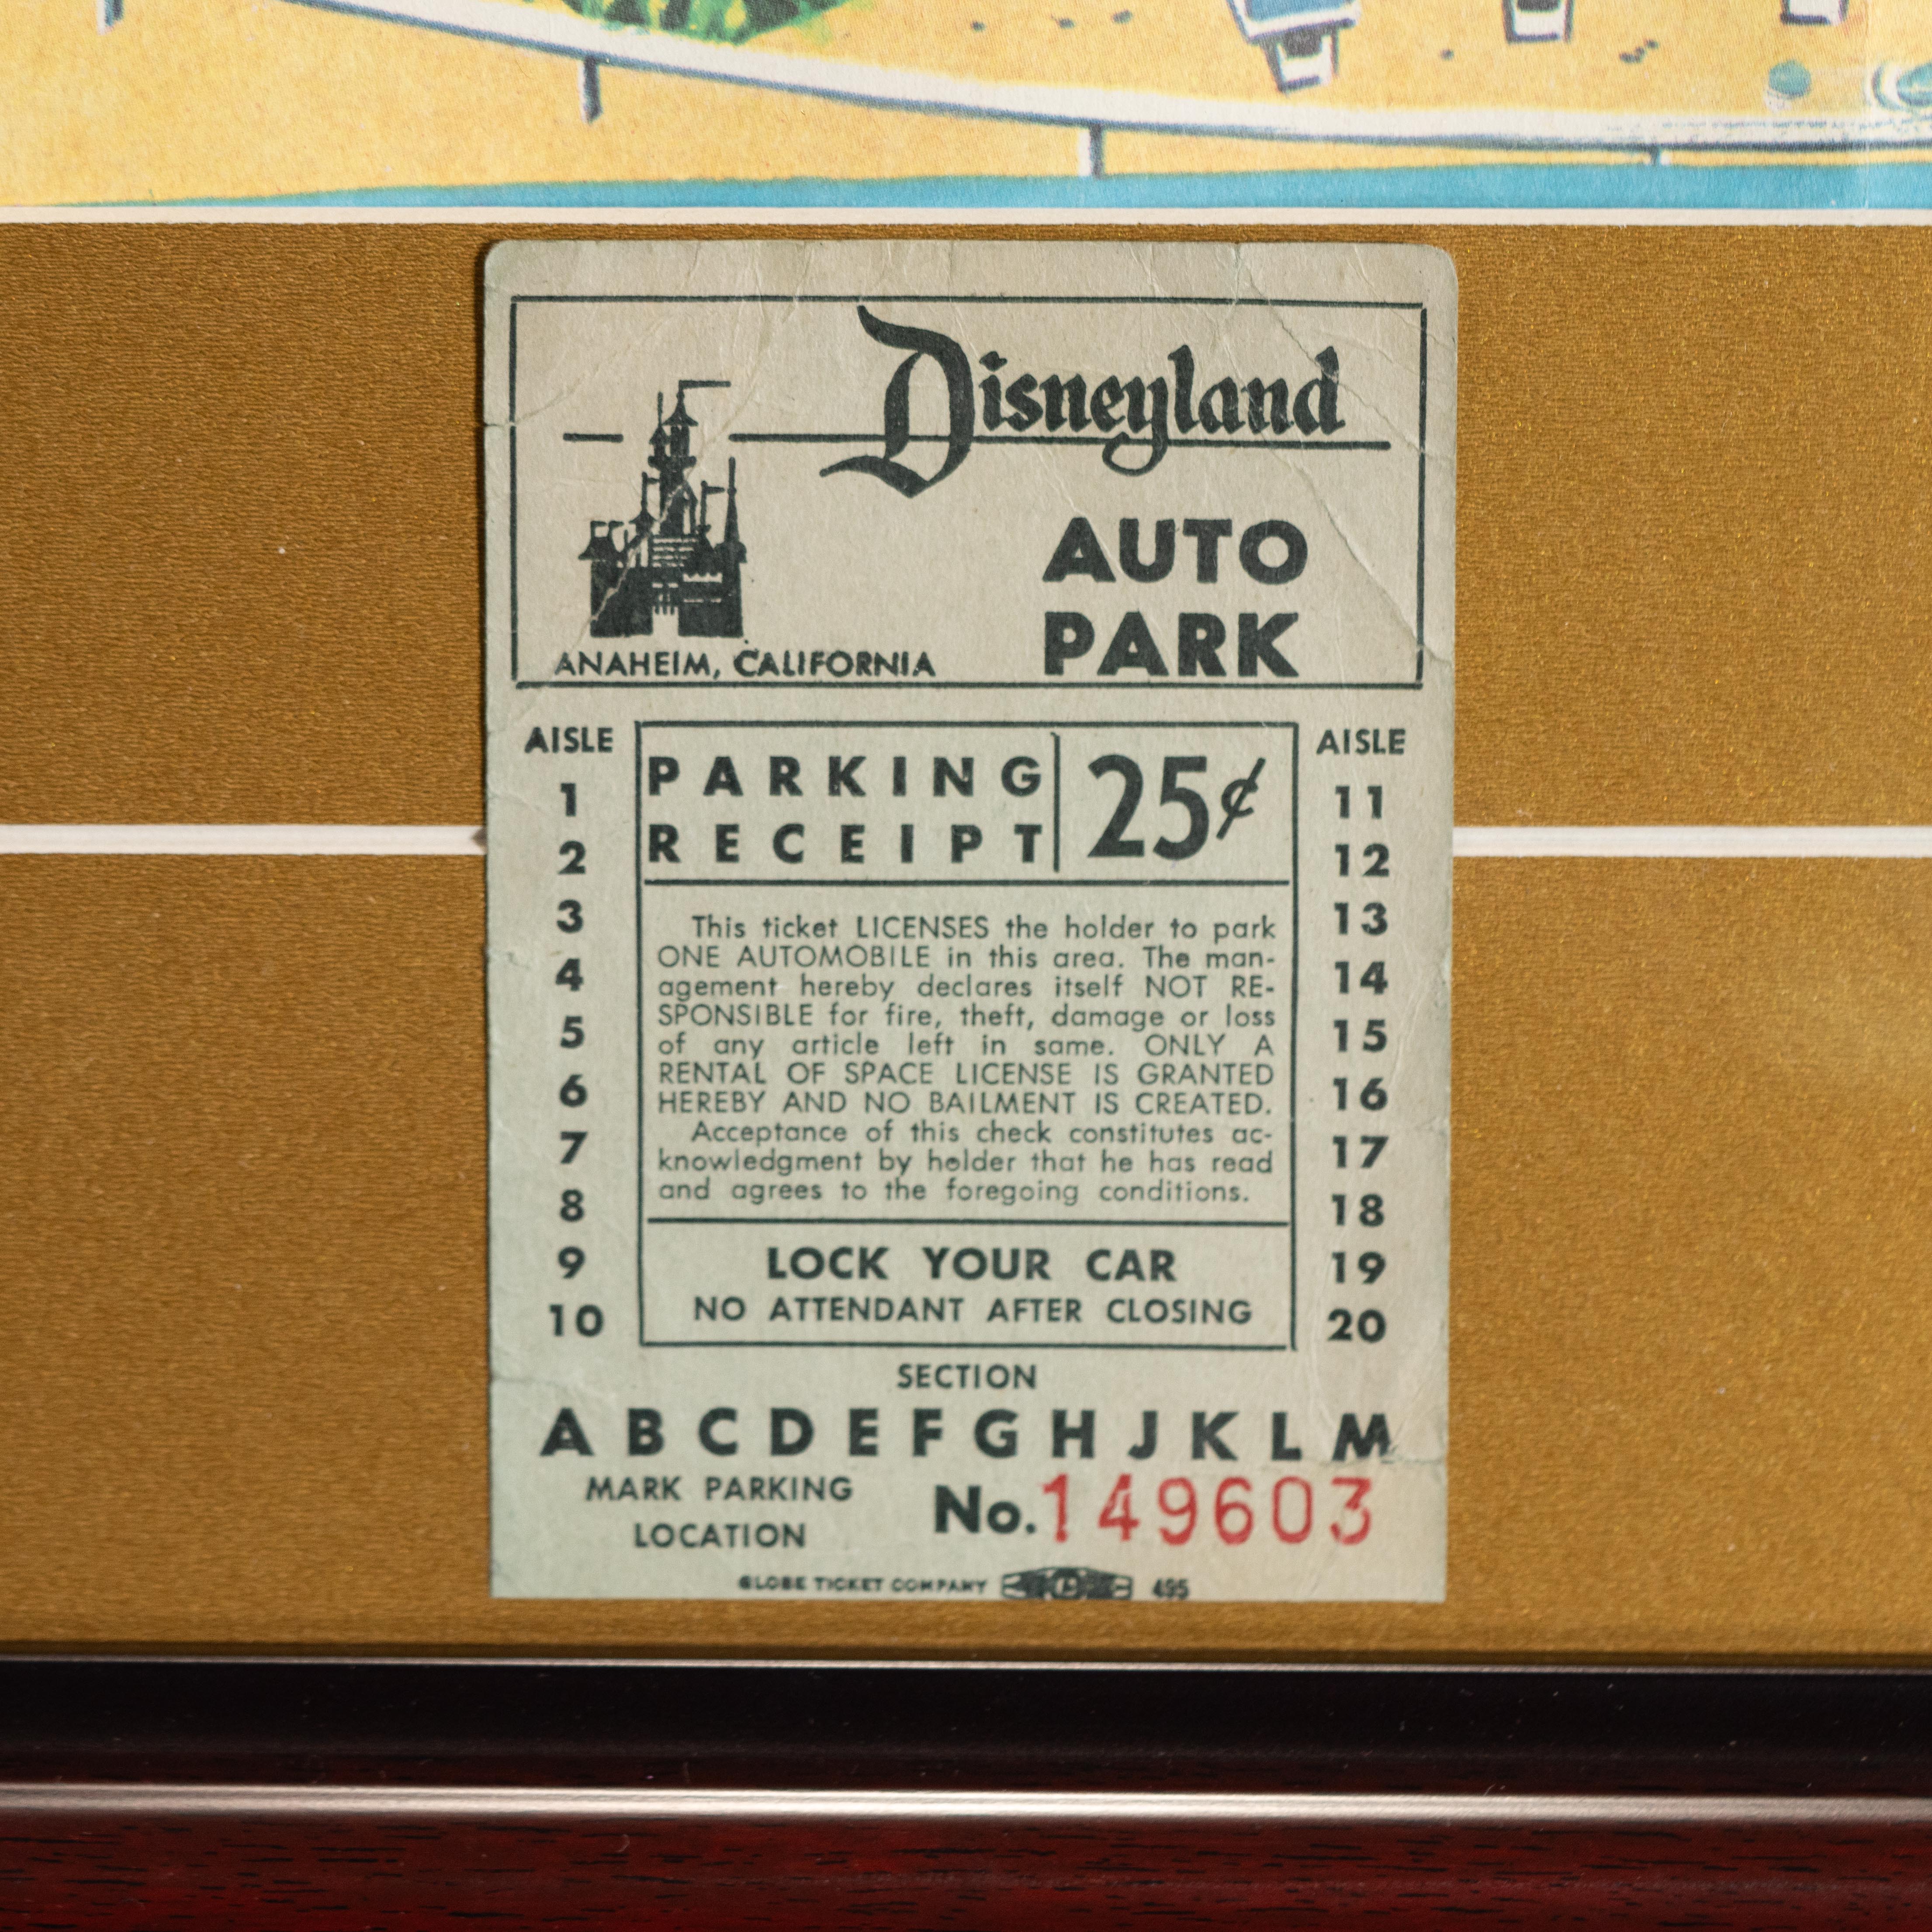 Disneyland
AUTO
PARK
ANAHEIM, CALIFORNIA
AISLE
1
2
3
4
5
6
7
8
9
10
PARKING
RECEIPT
25¢
This ticket LICENSES the holder to park
ONE AUTOMOBILE in this area. The man-
agement hereby declares itself NOT RE-
SPONSIBLE for fire, theft, damage or loss
of any article left in same. ONLY A
RENTAL OF SPACE LICENSE IS GRANTED
HEREBY AND NO BAILMENT IS CREATED.
Acceptance of this check constitutes ac-
knowledgment by holder that he has read
and agrees to the foregoing conditions.
LOCK YOUR CAR
NO ATTENDANT AFTER CLOSING
AISLE
11
12
13
14
15
16
17
18
19
20
SECTION
A B C D E F G H J K L M
MARK PARKING
LOCATION
No. 149603
GLOBE TICKET COMPANY 495